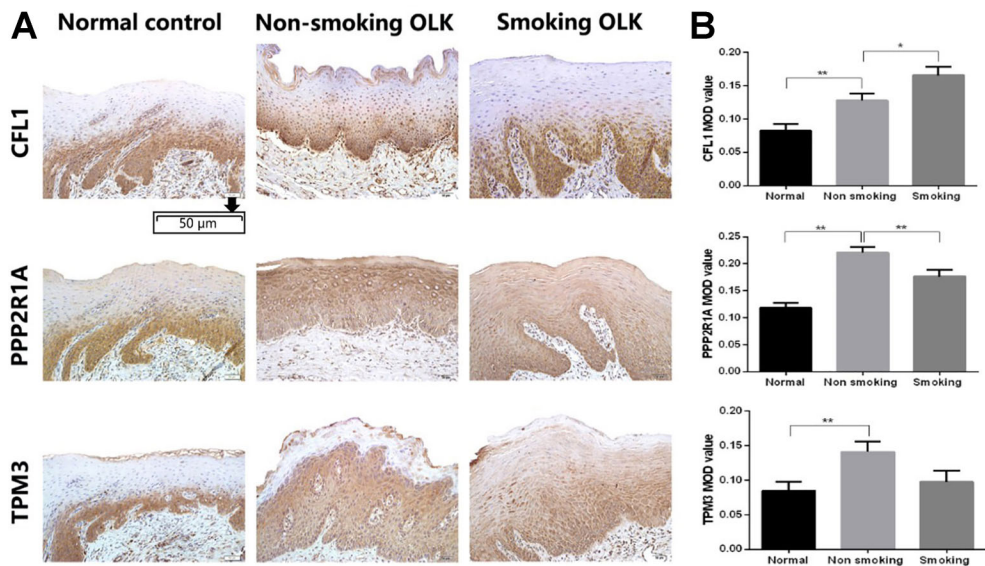 A
Normal control
Non-smoking OLK
Smoking OLK
B
CFL1
50 µm
PPP2R1A
TPM3
CFL1 MOD value
0.20
0.15
0.10
0.05
0.00
**
*
Normal
Non smoking
Smoking
PPP2R1A MOD value
0.25
0.20
0.15
0.10
0.05
0.00
**
**
Normal
Non smoking
Smoking
TPM3 MOD value
0.20
0.15
0.10
0.05
0.00
**
Normal
Non smoking
Smoking